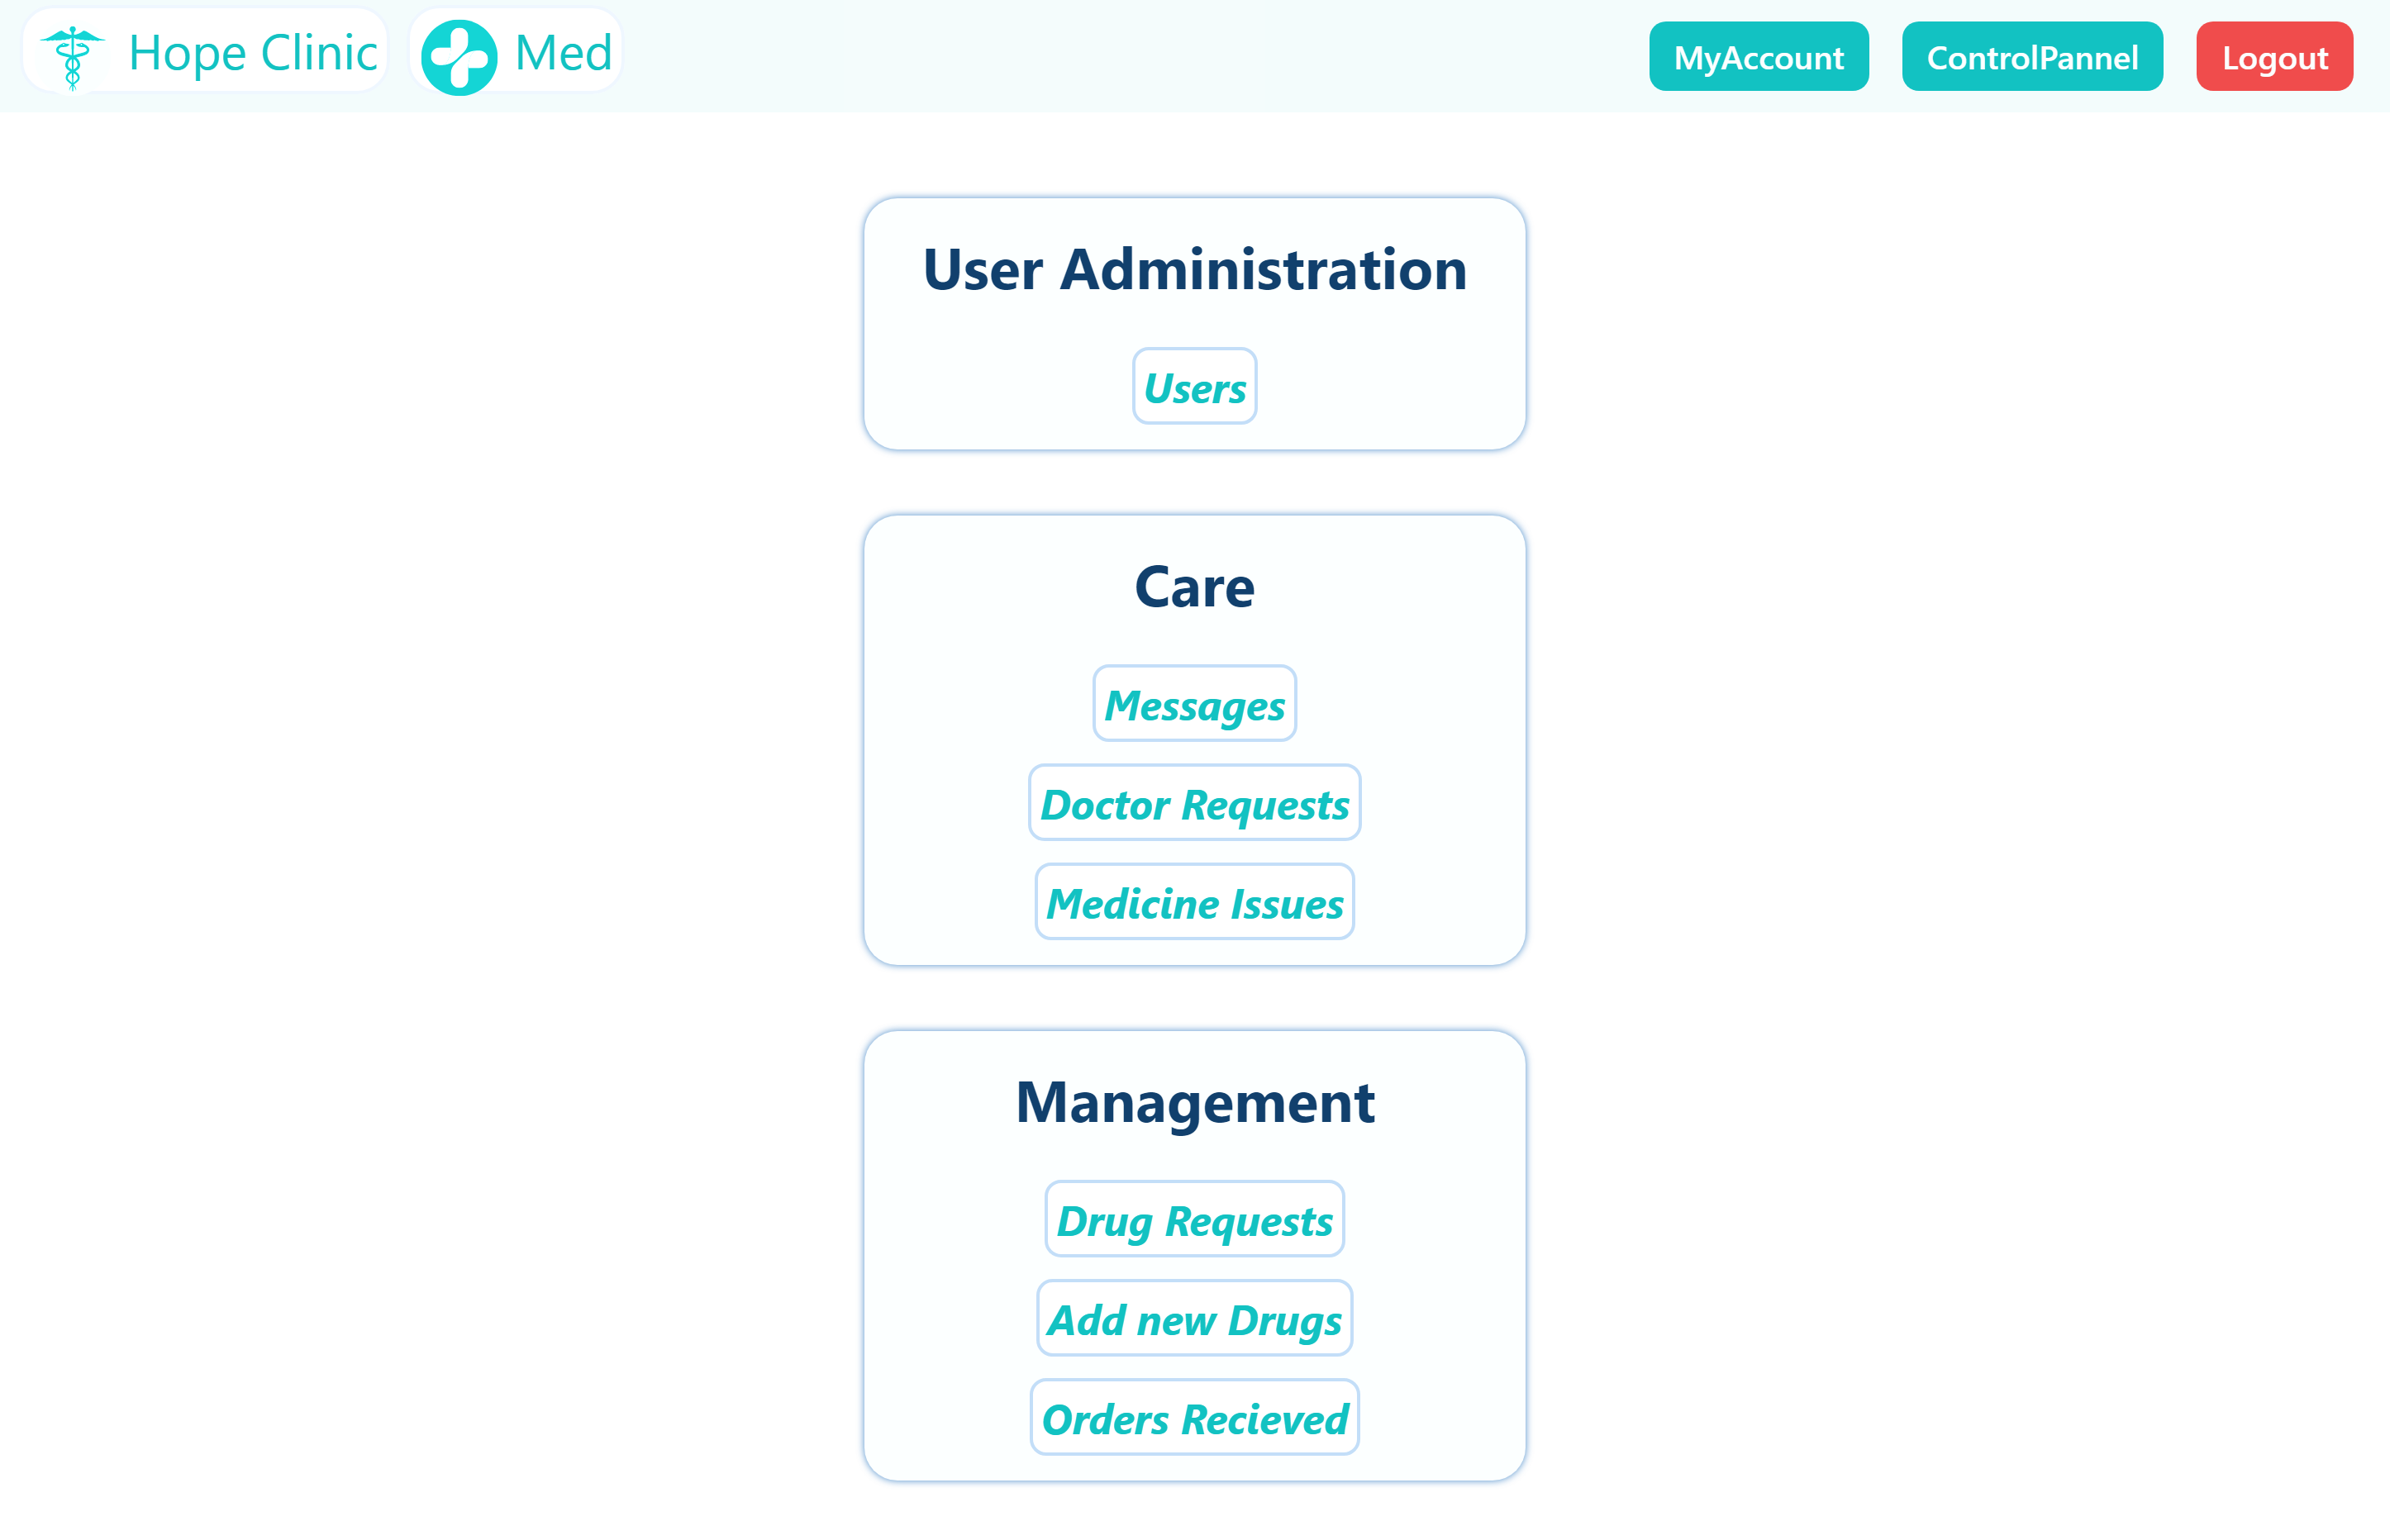 Hope Clinic Med MyAccount ControlPannel Logout
User Administration
Users
Care
Messages
Doctor Requests
Medicine Issues
Management
Drug Requests
Add new Drugs
Orders Recieved